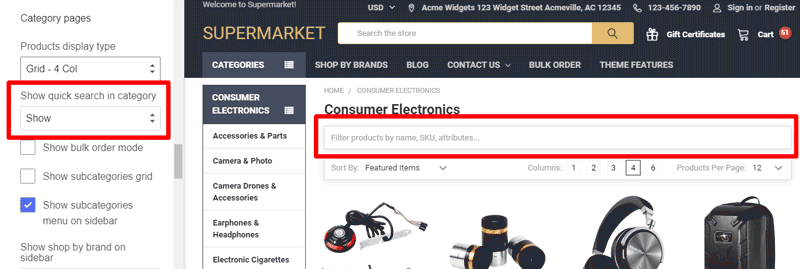 Category pages
Products display type
Grid - 4 Col
Show quick search in category
Show
Show bulk order mode
Show subcategories grid
Show subcategories
menu on sidebar
Show shop by brand on
sidebar
Welcome to Supermarket!
USD
Acme Widgets 123 Widget Street Acmeville, AC 12345
123-456-7890
Sign in or Register
SUPERMARKET
Search the store
Gift Certificates
Cart 51
CATEGORIES
SHOP BY BRANDS
BLOG
CONTACT US
BULK ORDER
THEME FEATURES
CONSUMER
ELECTRONICS
Accessories & Parts
Camera & Photo
Camera Drones &
Accessories
Earphones &
Headphones
Electronic Cigarettes
HOME / CONSUMER ELECTRONICS
Consumer Electronics
Filter products by name, SKU, attributes...
Sort By: Featured Items
Columns: 1 2 3 4 6
Products Per Page: 12